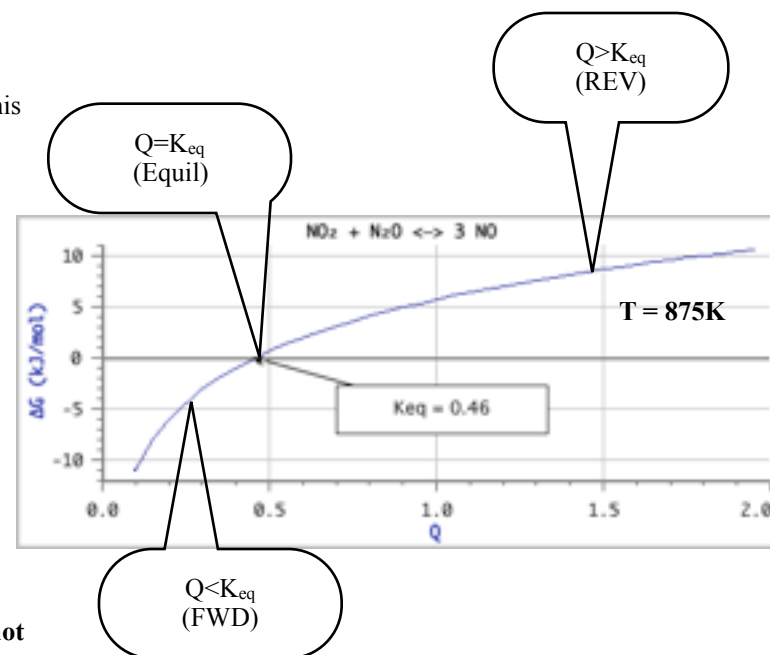 Q>Keq
(REV)
his
Q=Keq
(Equil)
NO₂ + N₂O <-> 3 NO
10
5
0
-5
-10
ΔG (kJ/mol)
T = 875K
Keq = 0.46
0.0
0.5
1.0
1.5
2.0
Q
Q<Keq
(FWD)
ot